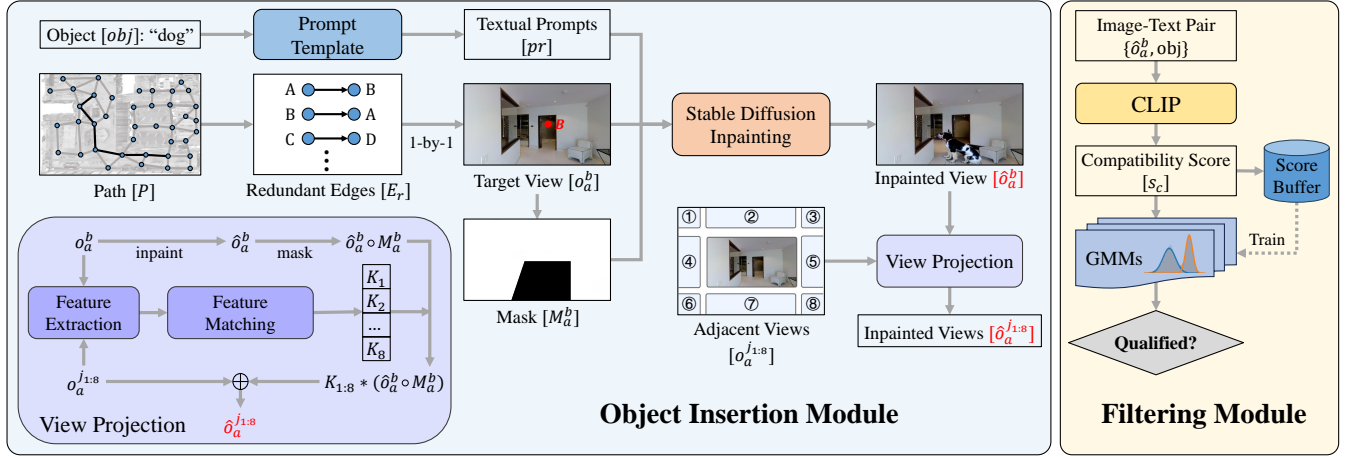 Object [obj]: “dog”
Prompt
Template
Textual Prompts
[pr]
Path [P]
A B
B A
C D
Redundant Edges [E_r]
1-by-1
B
Target View [o_a^b]
Mask [M_a^b]
Stable Diffusion
Inpainting
Inpainted View [ô_a^b]
① ② ③
④ ⑤
⑥ ⑦ ⑧
Adjacent Views
[o_a^{j_{1:8}}]
View Projection
Inpainted Views [ô_a^{j_{1:8}}]
o_a^b inpaint ô_a^b mask ô_a^b∘M_a^b
Feature
Extraction
Feature
Matching
K_1
K_2
...
K_8
o_a^{j_{1:8}} ⊕ K_{1:8} * (ô_a^b∘M_a^b)
View Projection
ô_a^{j_{1:8}}
Object Insertion Module
Image-Text Pair
{ô_a^b, obj}
CLIP
Compatibility Score
[s_c]
Score
Buffer
Train
GMMs
Qualified?
Filtering Module